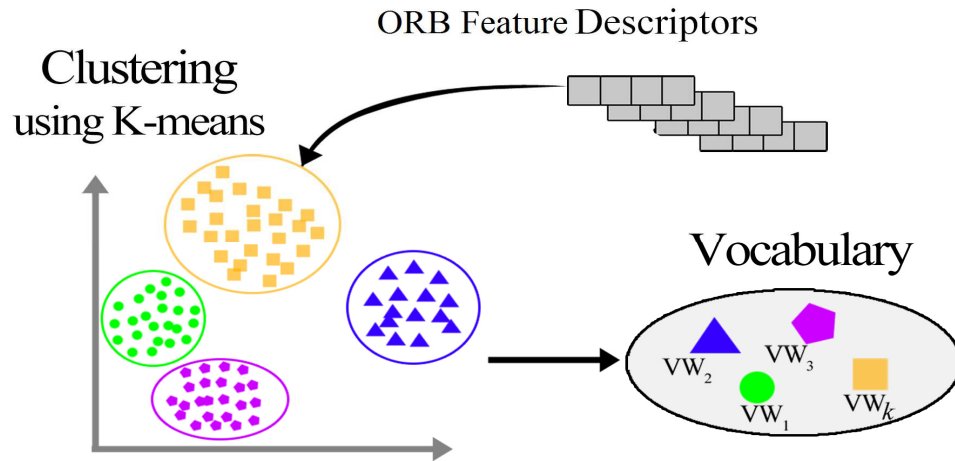 ORB Feature Descriptors
Clustering
using K-means
Vocabulary
VW2
VW3
VW1
VWk